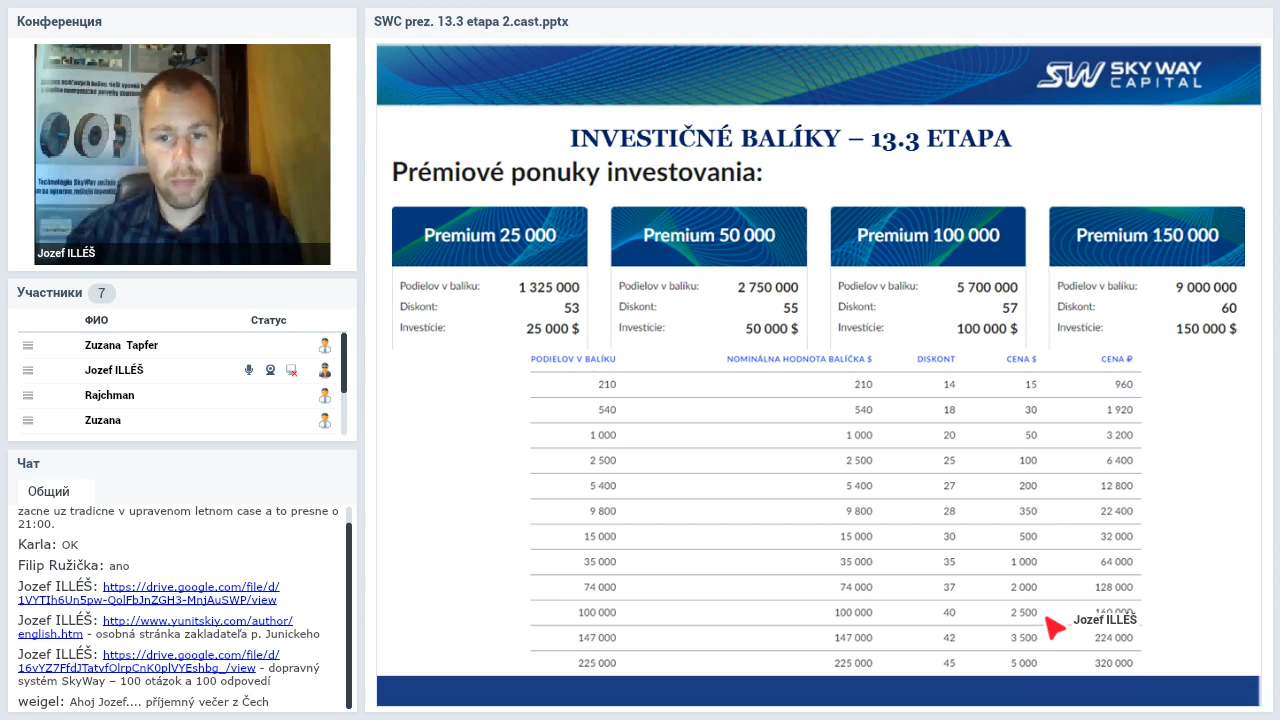 Конференция
Jozef ILLÉŠ
Участники 7
ФИО Статус
Zuzana Tapfer
Jozef ILLÉŠ
Rajchman
Zuzana
Чат
Общий
zacne uz tradicne v upravenom letnom case a to presne o
21:00.
Karla: OK
Filip Ružička: ano
Jozef ILLÉŠ: https://drive.google.com/file/d/
1VYTIh6Un5pw-QolFbJnZGH3-MnjAuSWP/view
Jozef ILLÉŠ: http://www.yunitskiy.com/author/
english.htm - osobná stránka zakladateľa p. Junického
Jozef ILLÉŠ: https://drive.google.com/file/d/
16vYZ7FfdJTatvfOlrpCnK0plVYEshbg_/view - dopravný
systém SkyWay – 100 otázok a 100 odpovedí
weigel: Ahoj Jozef.... příjemný večer z Čech
SWC prez. 13.3 etapa 2.cast.pptx
SW SKY WAY
CAPITAL
INVESTIČNÉ BALÍKY – 13.3 ETAPA
Prémiové ponuky investovania:
Premium 25 000 Premium 50 000 Premium 100 000 Premium 150 000
Podielov v balíku: 1 325 000 Podielov v balíku: 2 750 000 Podielov v balíku: 5 700 000 Podielov v balíku: 9 000 000
Diskont: 53 Diskont: 55 Diskont: 57 Diskont: 60
Investície: 25 000 $ Investície: 50 000 $ Investície: 100 000 $ Investície: 150 000 $
PODIELOV V BALÍKU NOMINÁLNA HODNOTA BALÍČKA $ DISKONT CENA $ CENA ₽
210 210 14 15 960
540 540 18 30 1 920
1 000 1 000 20 50 3 200
2 500 2 500 25 100 6 400
5 400 5 400 27 200 12 800
9 800 9 800 28 350 22 400
15 000 15 000 30 500 32 000
35 000 35 000 35 1 000 64 000
74 000 74 000 37 2 000 128 000
100 000 100 000 40 2 500
Jozef ILLÉŠ
147 000 147 000 42 3 500 224 000
225 000 225 000 45 5 000 320 000